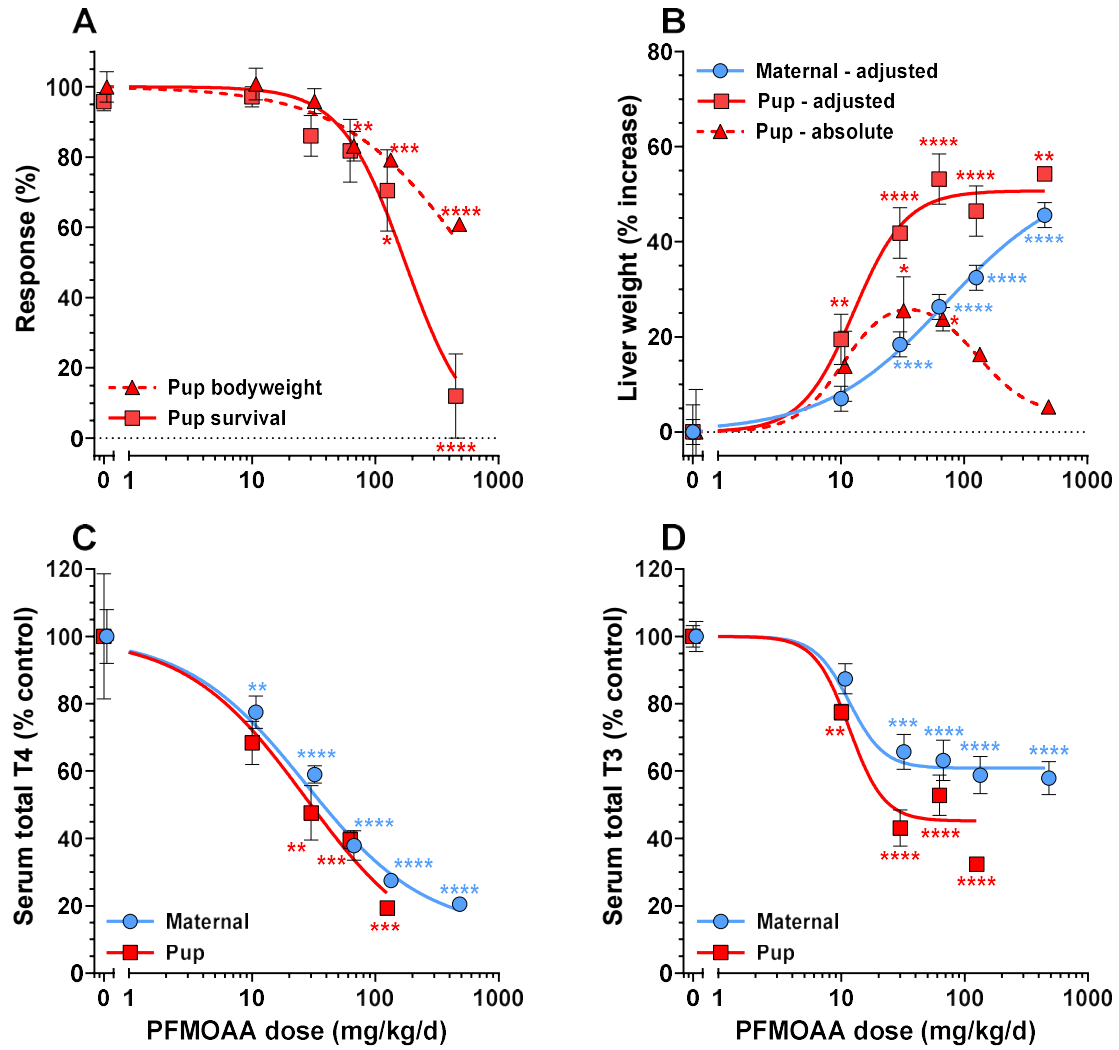 A
Response (%)
100
80
60
40
20
0
** *** **** * ****
Pup bodyweight
Pup survival
0 1 10 100 1000
B
Liver weight (% increase)
80
60
40
20
0
Maternal - adjusted
Pup - adjusted
Pup - absolute
**** **
**** ****
****
* ****
** **** *
****
0 1 10 100 1000
C
Serum total T4 (% control)
120
100
80
60
40
20
0
**
****
** *** ****
****
****
***
Maternal
Pup
0 1 10 100 1000
PFMOAA dose (mg/kg/d)
D
Serum total T3 (% control)
120
100
80
60
40
20
0
*** **** **** ****
**
**** ****
****
Maternal
Pup
0 1 10 100 1000
PFMOAA dose (mg/kg/d)